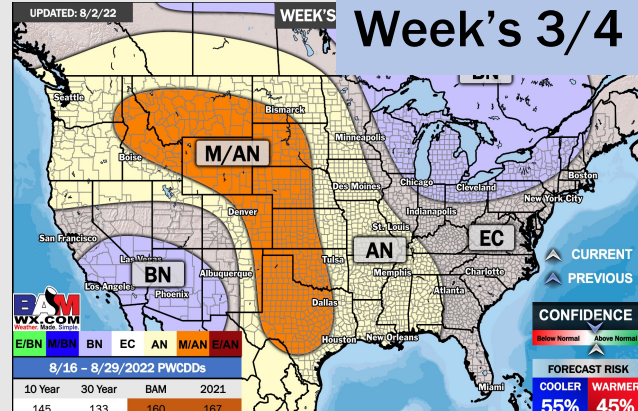 UPDATED: 8/2/22
WEEK'S
Week's 3/4
BN
Seattle
Bismarck
Minneapolis
M/AN
Boise
Boston
Chicago
Cleveland
Des Moines
New York City
Denver
Indianapolis
San Francisco
St. Louis
EC
AN
Las Vegas
CURRENT
BN
Albuquerque
Tulsa
Memphis
Charlotte
PREVIOUS
Los Angeles
Phoenix
Atlanta
BAM
Dallas
WX.COM
Weather. Made. Simple.
CONFIDENCE
Below Normal
Above Normal
E/BN
M/BN
BN
EC
AN
M/AN
E/AN
Houston
New Orleans
8/16 – 8/29/2022 PWCDDs
FORECAST RISK
10 Year
30 Year
BAM
2021
Miami
COOLER
WARMER
145
133
160
167
55%
45%